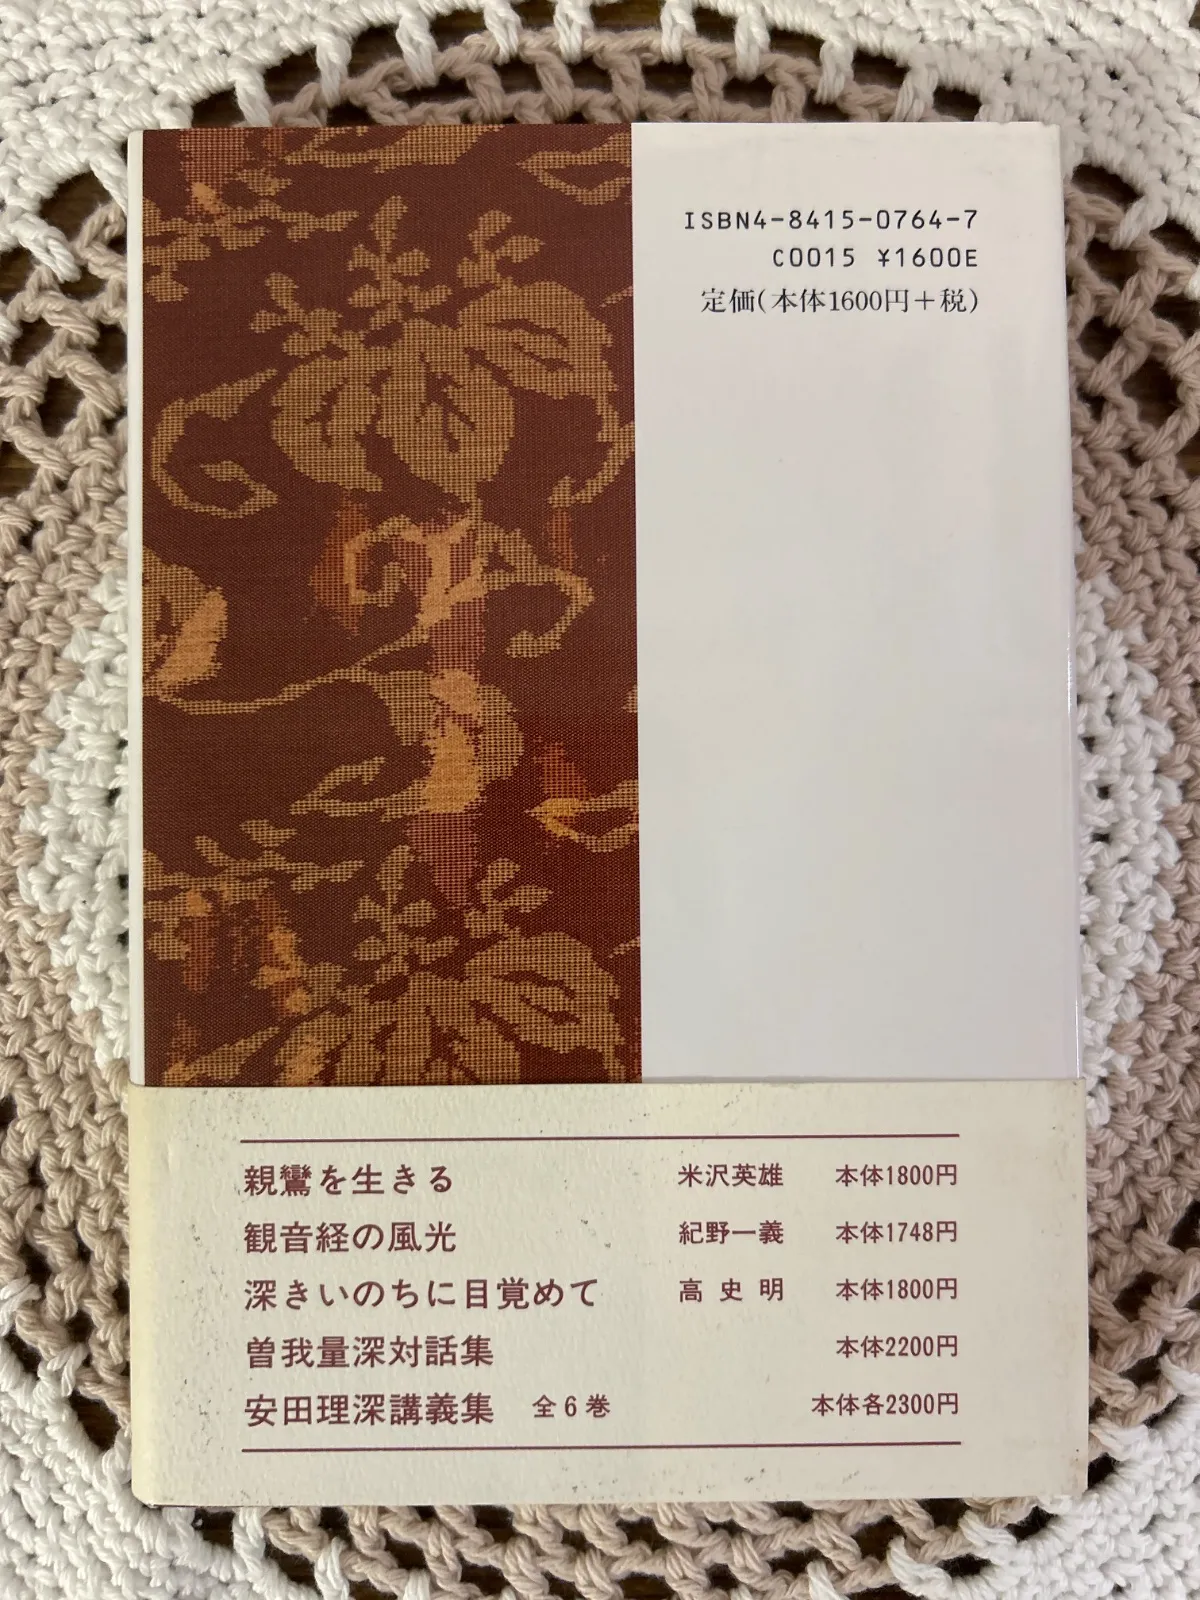 ISBN4-8415-0764-7
C0015 ¥1600E
定価(本体1600円+税)
親鸞を生きる 米沢英雄 本体1800円
観音経の風光 紀野一義 本体1748円
深きいのちに目覚めて 高史明 本体1800円
曽我量深対話集 本体2200円
安田理深講義集 全6巻 本体各2300円